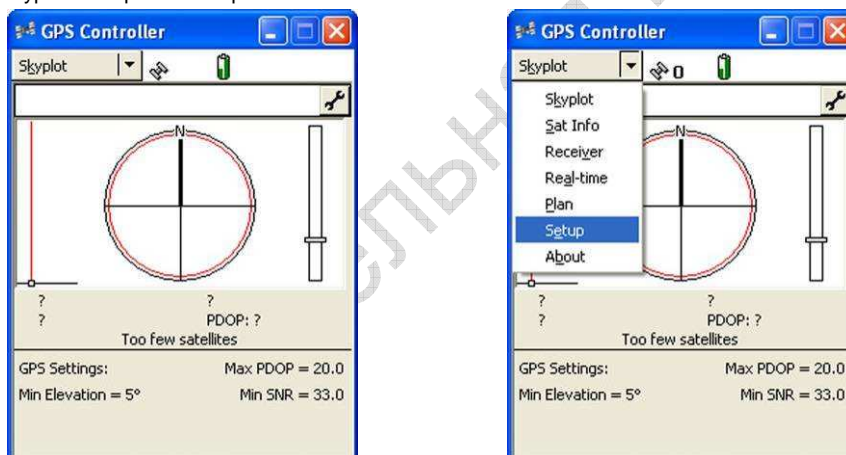 GPS Controller
Skyplot
N
?
?
?
PDOP: ?
Too few satellites
GPS Settings:
Max PDOP = 20.0
Min Elevation = 5°
Min SNR = 33.0
GPS Controller
Skyplot
0
Skyplot
Sat Info
Receiver
Real-time
Plan
Setup
About
N
?
?
?
PDOP: ?
Too few satellites
GPS Settings:
Max PDOP = 20.0
Min Elevation = 5°
Min SNR = 33.0